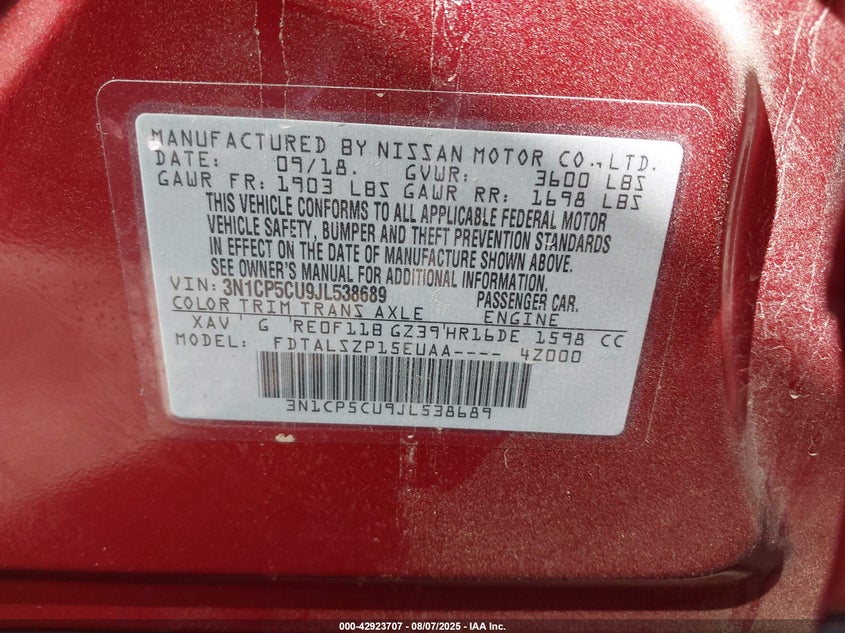 MANUFACTURED BY NISSAN MOTOR CO., LTD.
DATE: 09/18. GVWR: 3600 LBS
GAWR FR: 1903 LBS GAWR RR: 1698 LBS
THIS VEHICLE CONFORMS TO ALL APPLICABLE FEDERAL MOTOR
VEHICLE SAFETY, BUMPER AND THEFT PREVENTION STANDARDS
IN EFFECT ON THE DATE OF MANUFACTURE SHOWN ABOVE.
SEE OWNER'S MANUAL FOR ADDITIONAL INFORMATION.
VIN: 3N1CP5CU9JL538689 PASSENGER CAR.
COLOR TRIM TRANS AXLE ENGINE
XAV ' G 'RE0F11B GZ39'HR16DE 1598 CC
MODEL: FDTALSZP15EUAA---- 4Z000
3N1CP5CU9JL538689
000-42923707 - 08/07/2025 - IAA Inc.